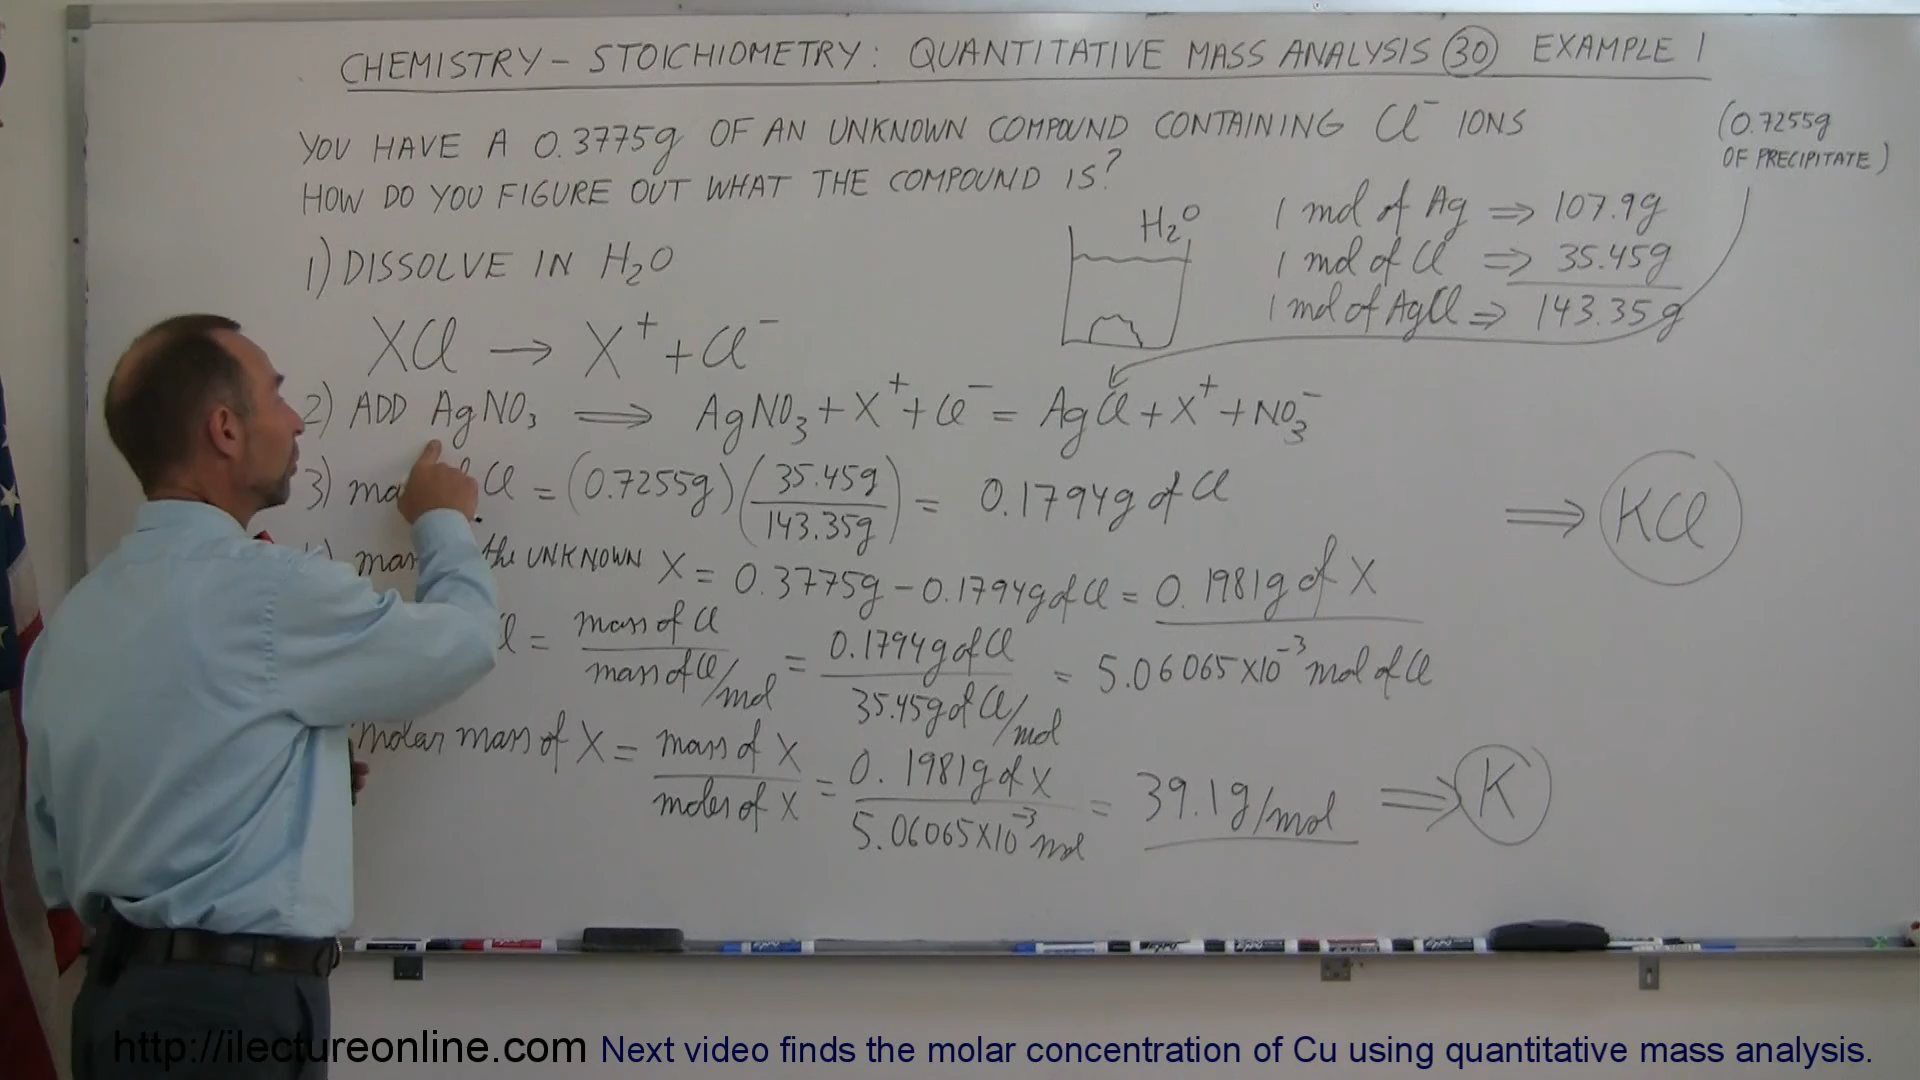 CHEMISTRY – STOICHIOMETRY: QUANTITATIVE MASS ANALYSIS 30 EXAMPLE 1
YOU HAVE A 0.3775g OF AN UNKNOWN COMPOUND CONTAINING Cl⁻ IONS
HOW DO YOU FIGURE OUT WHAT THE COMPOUND IS?
(0.7255g
OF PRECIPITATE)
1) DISSOLVE IN H₂O
H₂O
1 mol of Ag ⇒ 107.9g
1 mol of Cl ⇒ 35.45g
1 mol of AgCl ⇒ 143.35g
XCl → X⁺ + Cl⁻
2) ADD AgNO₃ ⟹ AgNO₃ + X⁺ + Cl⁻ = AgCl + X⁺ + NO₃⁻
3) Cl = (0.7255g) (35.45g / 143.35g) = 0.1794g of Cl
⟹ KCl
the UNKNOWN X = 0.3775g – 0.1794g of Cl = 0.1981g of X
= mass of Cl / mass of Cl/mol = 0.1794g of Cl / 35.45g of Cl/mol = 5.06065×10⁻³ mol of Cl
molar mass of X = mass of X / moles of X = 0.1981g of X / 5.06065×10⁻³ mol = 39.1g/mol ⟹ K
http://ilectureonline.com Next video finds the molar concentration of Cu using quantitative mass analysis.